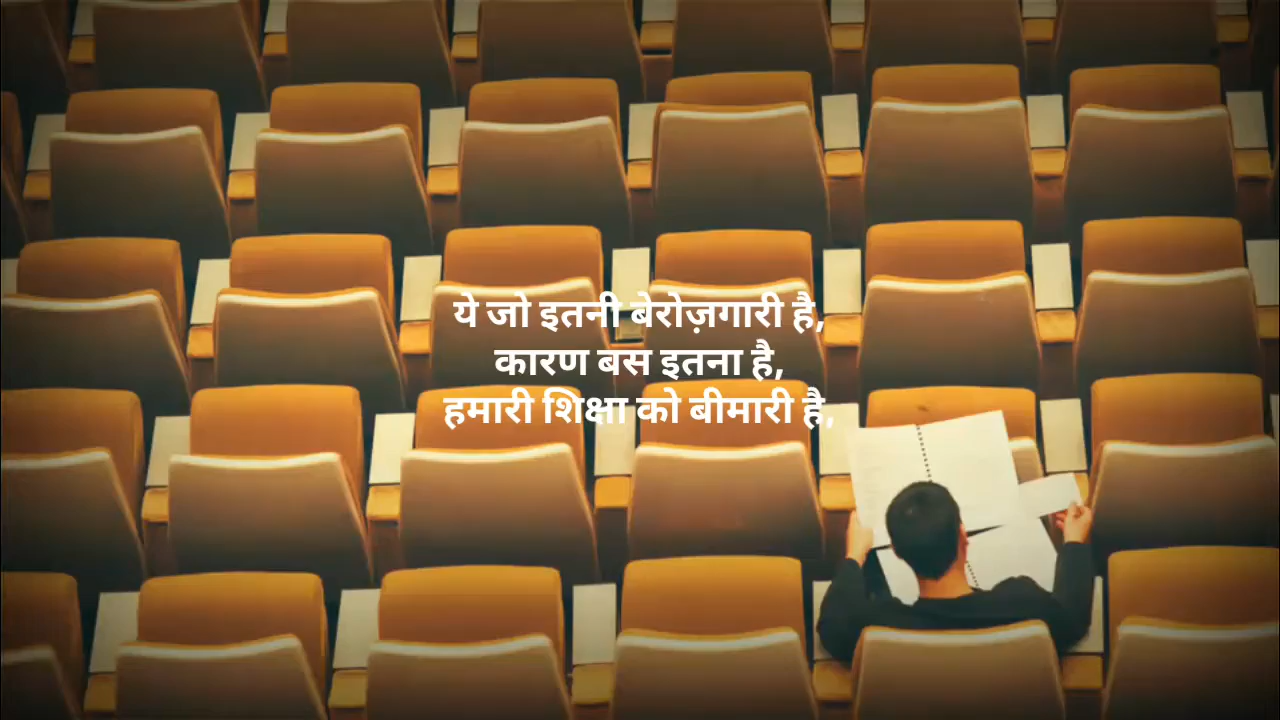 ये जो इतनी बेरोज़गारी है,
कारण बस इतना है,
हमारी शिक्षा को बीमारी है,